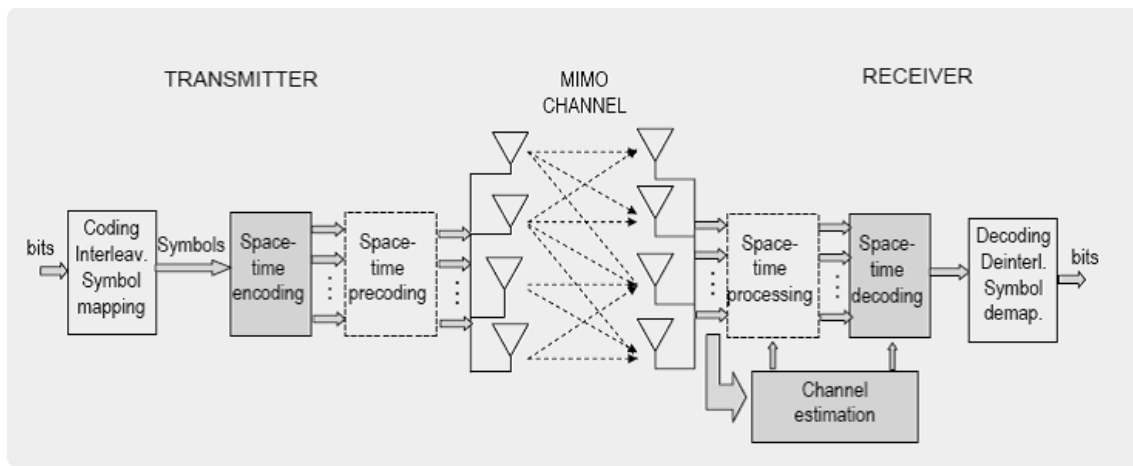 TRANSMITTER
MIMO
CHANNEL
RECEIVER
bits
Coding
Interleav.
Symbol
mapping
Symbols
Space-
time
encoding
Space-
time
precoding
Space-
time
processing
Space-
time
decoding
Decoding
Deinterl.
Symbol
demap.
bits
Channel
estimation